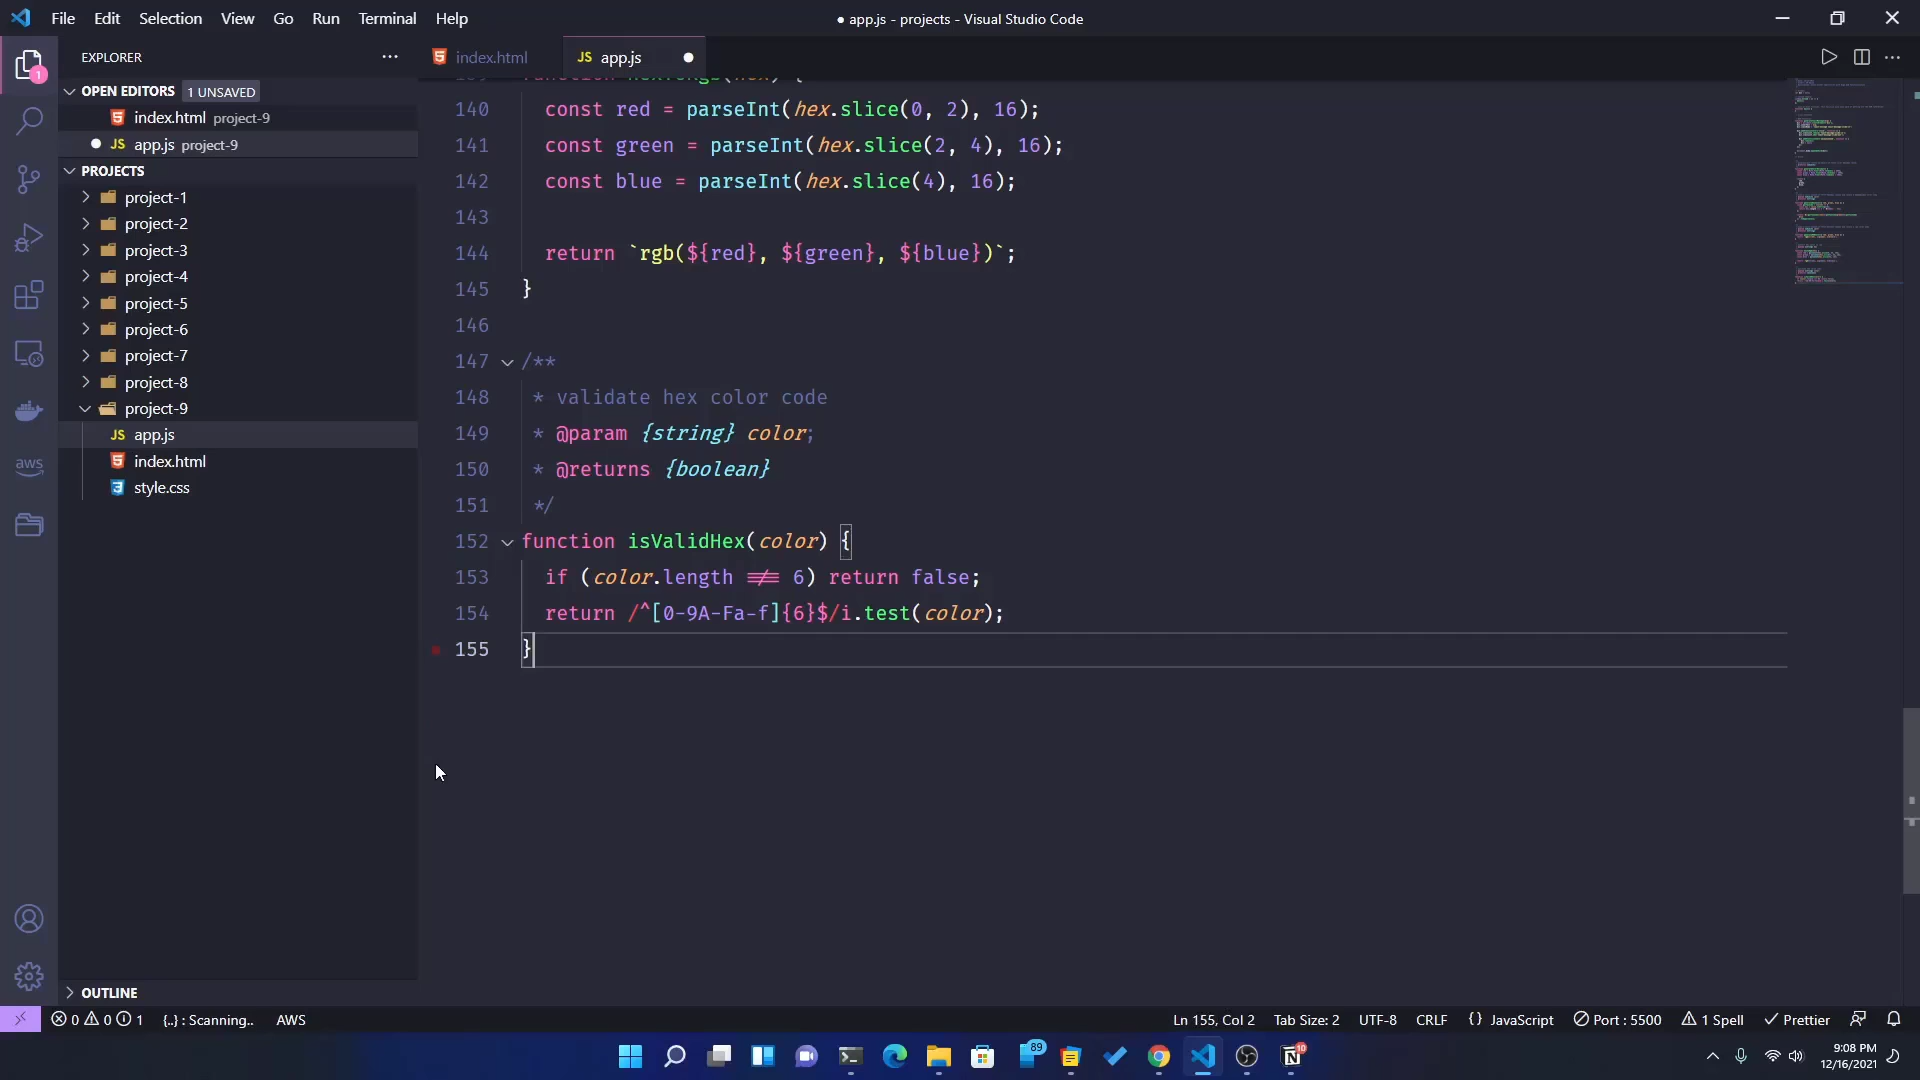 File Edit Selection View Go Run Terminal Help
● app.js - projects - Visual Studio Code
EXPLORER
OPEN EDITORS 1 UNSAVED
index.html project-9
JS app.js project-9
PROJECTS
project-1
project-2
project-3
project-4
project-5
project-6
project-7
project-8
project-9
JS app.js
index.html
style.css
OUTLINE
aws
1
index.html
JS app.js
140 const red = parseInt(hex.slice(0, 2), 16);
141 const green = parseInt(hex.slice(2, 4), 16);
142 const blue = parseInt(hex.slice(4), 16);
143
144 return `rgb(${red}, ${green}, ${blue})`;
145 }
146
147 /**
148 * validate hex color code
149 * @param {string} color;
150 * @returns {boolean}
151 */
152 function isValidHex(color) {
153 if (color.length !== 6) return false;
154 return /^[0-9A-Fa-f]{6}$/i.test(color);
155 }
0 0 1 {..} : Scanning.. AWS
Ln 155, Col 2 Tab Size: 2 UTF-8 CRLF {} JavaScript Port : 5500 1 Spell Prettier
89
10
9:08 PM
12/16/2021